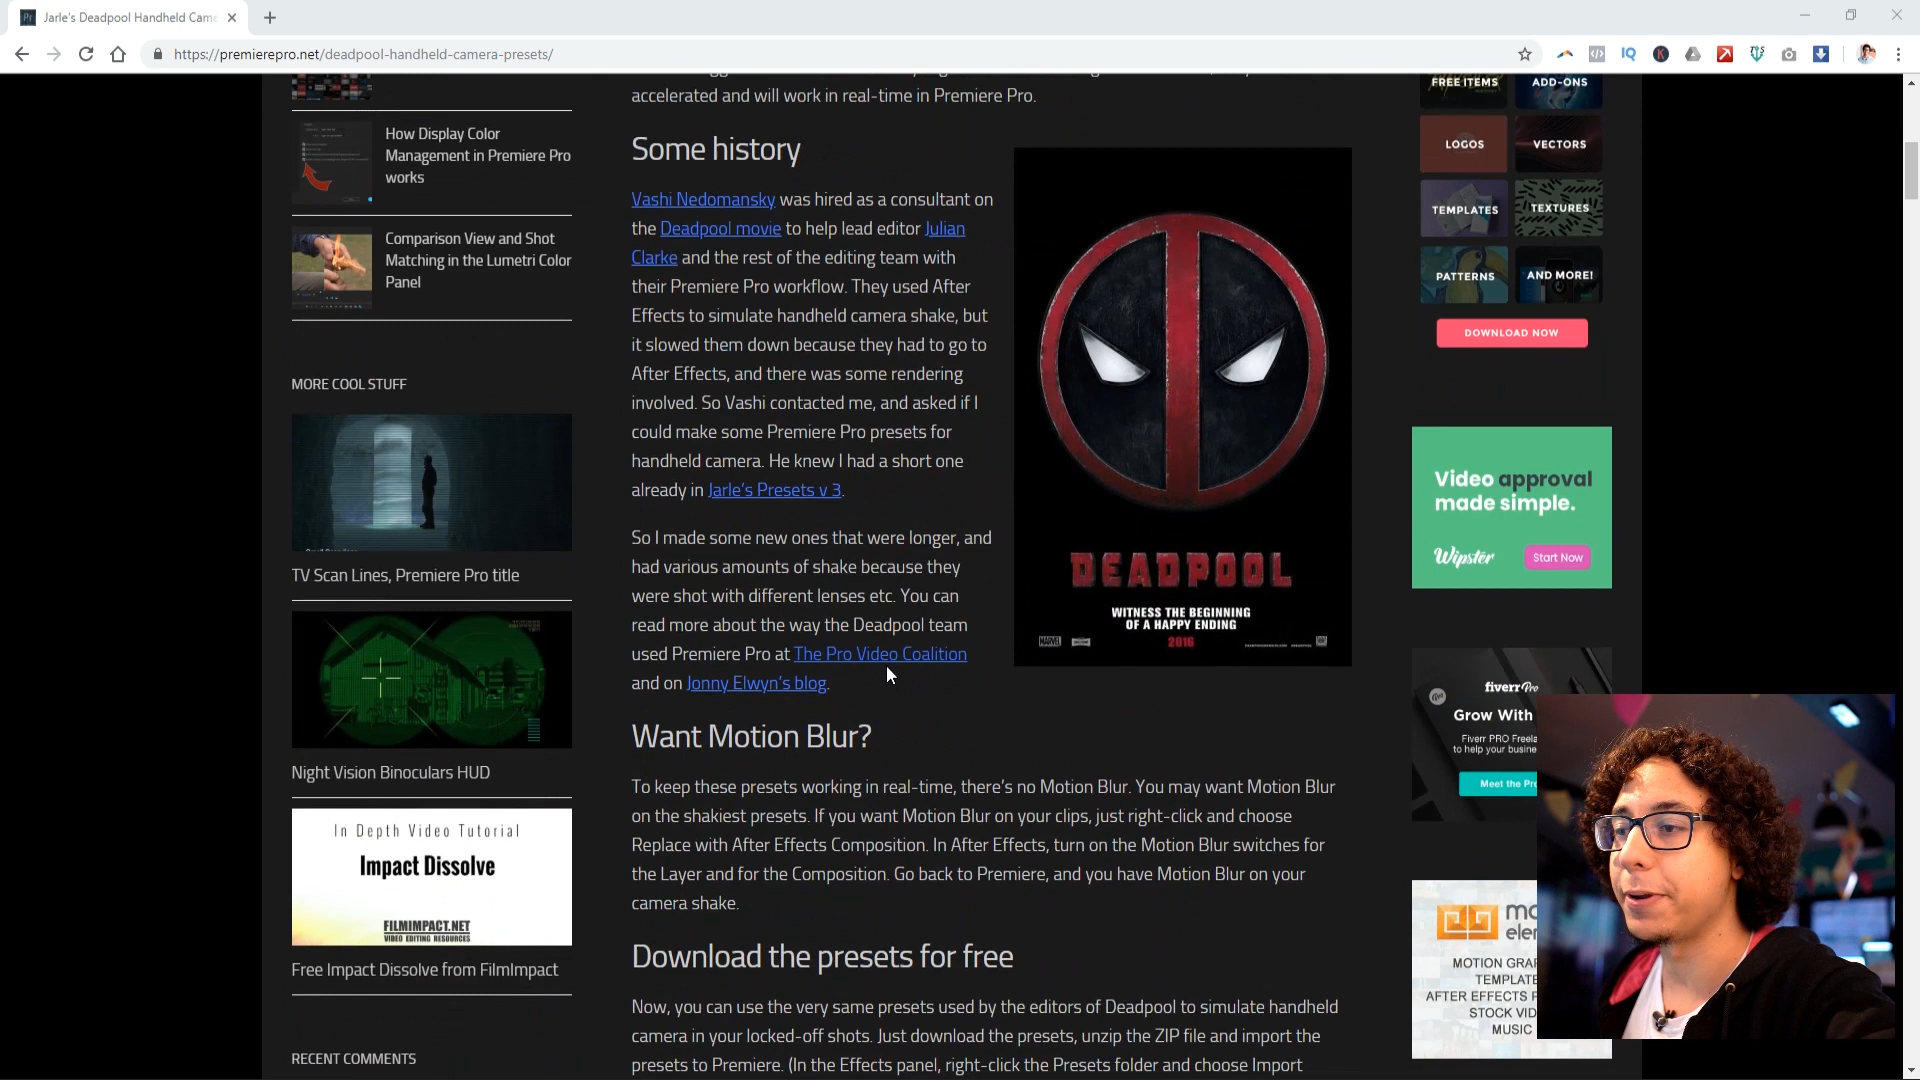 Jarle's Deadpool Handheld Came
https://premierepro.net/deadpool-handheld-camera-presets/
accelerated and will work in real-time in Premiere Pro.
How Display Color
Management in Premiere Pro
works
Comparison View and Shot
Matching in the Lumetri Color
Panel
MORE COOL STUFF
TV Scan Lines, Premiere Pro title
Night Vision Binoculars HUD
In Depth Video Tutorial
Impact Dissolve
FILMIMPACT.NET
VIDEO EDITING RESOURCES
Free Impact Dissolve from FilmImpact
RECENT COMMENTS
Some history
Vashi Nedomansky was hired as a consultant on
the Deadpool movie to help lead editor Julian
Clarke and the rest of the editing team with
their Premiere Pro workflow. They used After
Effects to simulate handheld camera shake, but
it slowed them down because they had to go to
After Effects, and there was some rendering
involved. So Vashi contacted me, and asked if I
could make some Premiere Pro presets for
handheld camera. He knew I had a short one
already in Jarle's Presets v 3.
So I made some new ones that were longer, and
had various amounts of shake because they
were shot with different lenses etc. You can
read more about the way the Deadpool team
used Premiere Pro at The Pro Video Coalition
and on Jonny Elwyn's blog.
DEADPOOL
WITNESS THE BEGINNING
OF A HAPPY ENDING
2016
MARVEL
Want Motion Blur?
To keep these presets working in real-time, there's no Motion Blur. You may want Motion Blur
on the shakiest presets. If you want Motion Blur on your clips, just right-click and choose
Replace with After Effects Composition. In After Effects, turn on the Motion Blur switches for
the Layer and for the Composition. Go back to Premiere, and you have Motion Blur on your
camera shake.
Download the presets for free
Now, you can use the very same presets used by the editors of Deadpool to simulate handheld
camera in your locked-off shots. Just download the presets, unzip the ZIP file and import the
presets to Premiere. (In the Effects panel, right-click the Presets folder and choose Import
FREE ITEMS
ADD-ONS
LOGOS
VECTORS
TEMPLATES
TEXTURES
PATTERNS
AND MORE!
DOWNLOAD NOW
Video approval
made simple.
Wipster
Start Now
fiverr Pro
Grow With
Fiverr PRO Freela
to help your busine
Meet the Pro
mo
elem
MOTION GRAP
TEMPLATE
AFTER EFFECTS P
STOCK VID
MUSIC